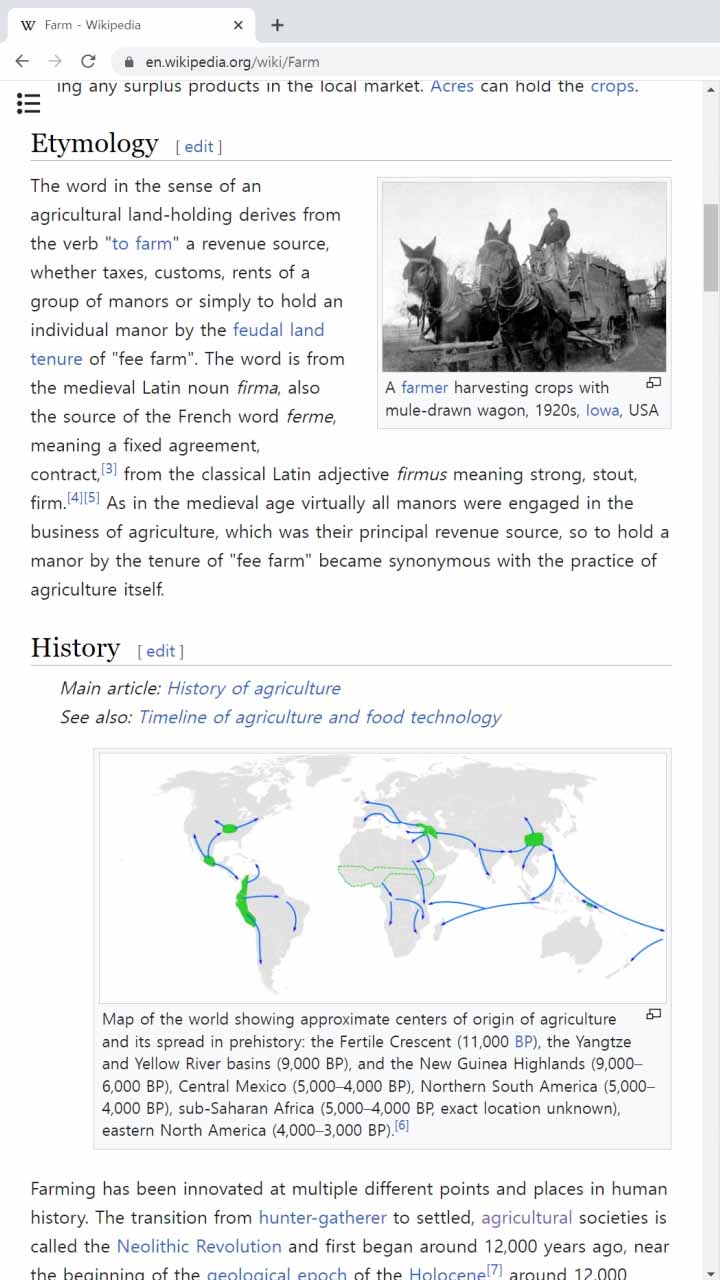 Farm - Wikipedia
en.wikipedia.org/wiki/Farm
ing any surplus products in the local market. Acres can hold the crops.
Etymology [ edit ]
The word in the sense of an
agricultural land-holding derives from
the verb "to farm" a revenue source,
whether taxes, customs, rents of a
group of manors or simply to hold an
individual manor by the feudal land
tenure of "fee farm". The word is from
the medieval Latin noun firma, also
the source of the French word ferme,
meaning a fixed agreement,
contract,[3] from the classical Latin adjective firmus meaning strong, stout,
firm.[4][5] As in the medieval age virtually all manors were engaged in the
business of agriculture, which was their principal revenue source, so to hold a
manor by the tenure of "fee farm" became synonymous with the practice of
agriculture itself.
A farmer harvesting crops with
mule-drawn wagon, 1920s, Iowa, USA
History [ edit ]
Main article: History of agriculture
See also: Timeline of agriculture and food technology
Map of the world showing approximate centers of origin of agriculture
and its spread in prehistory: the Fertile Crescent (11,000 BP), the Yangtze
and Yellow River basins (9,000 BP), and the New Guinea Highlands (9,000–
6,000 BP), Central Mexico (5,000–4,000 BP), Northern South America (5,000–
4,000 BP), sub-Saharan Africa (5,000–4,000 BP, exact location unknown),
eastern North America (4,000–3,000 BP).[6]
Farming has been innovated at multiple different points and places in human
history. The transition from hunter-gatherer to settled, agricultural societies is
called the Neolithic Revolution and first began around 12,000 years ago, near
the beginning of the geological epoch of the Holocene[7] around 12,000